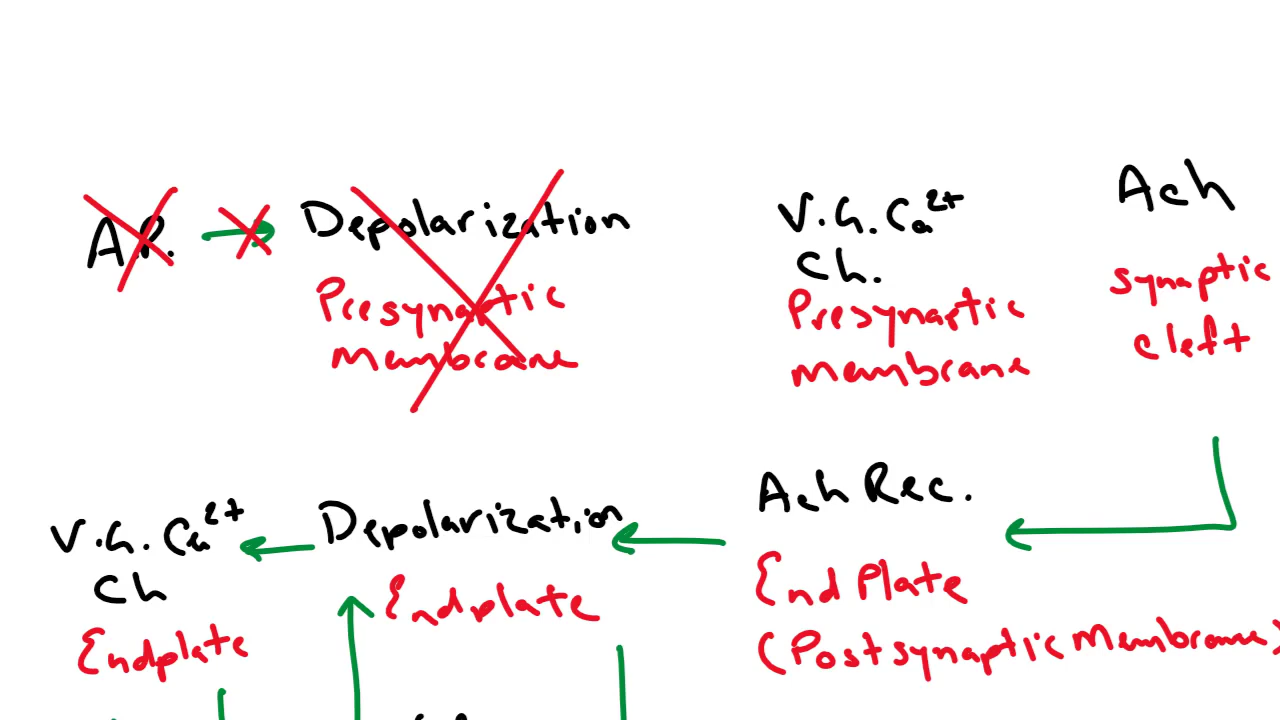 A.P.
Depolarization
Presynaptic
Membrane
V.G. Ca²⁺
Ch.
Presynaptic
membrane
Ach
synaptic
cleft
V.G. Ca²⁺
Ch
Endplate
Depolarization
Endplate
Ach Rec.
End Plate
(Postsynaptic Membrane)